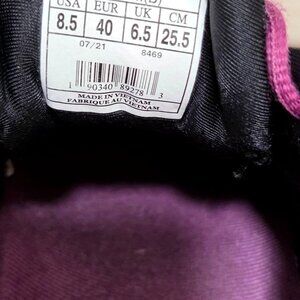 USA EUR UK CM
8.5 40 6.5 25.5
07/21 8469
1 90340 89278 3
MADE IN VIETNAM
FABRIQUE AU VIETNAM